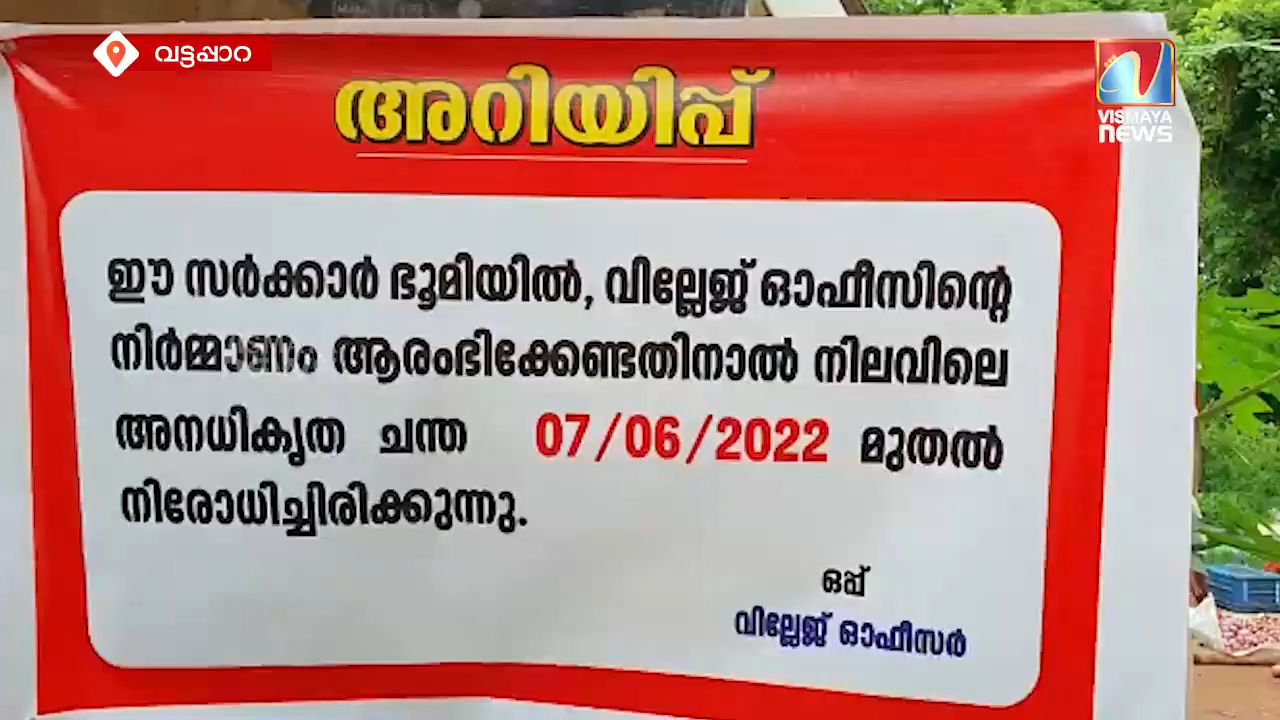 വട്ടപ്പാറ
VISMAYA
news
അറിയിപ്പ്
ഈ സർക്കാർ ഭൂമിയിൽ, വില്ലേജ് ഓഫീസിന്റെ
നിർമ്മാണം ആരംഭിക്കേണ്ടതിനാൽ നിലവിലെ
അനധികൃത ചന്ത 07/06/2022 മുതൽ
നിരോധിച്ചിരിക്കുന്നു.
ഒപ്പ്
വില്ലേജ് ഓഫീസർ